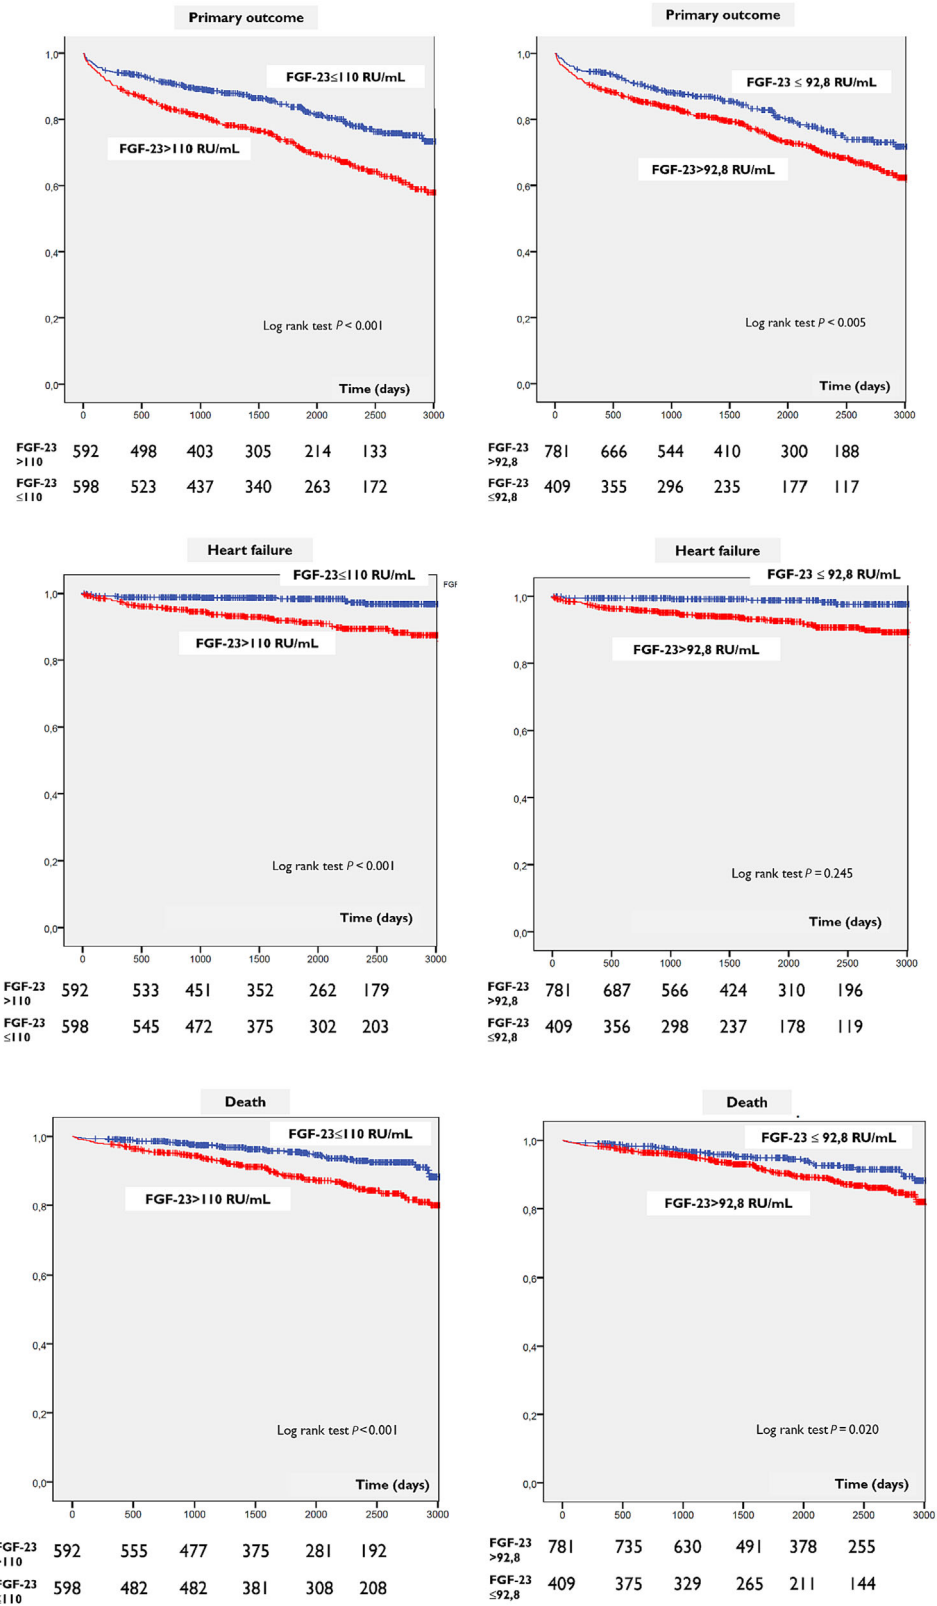 Primary outcome
1,0
FGF-23≤110 RU/mL
0,8
FGF-23>110 RU/mL
0,6
0,4
0,2
Log rank test P < 0.001
0,0
Time (days)
0 500 1000 1500 2000 2500 3000
FGF-23 >110 592 498 403 305 214 133
FGF-23 ≤110 598 523 437 340 263 172
Primary outcome
1,0
FGF-23 ≤ 92,8 RU/mL
0,8
FGF-23>92,8 RU/mL
0,6
0,4
0,2
Log rank test P < 0.005
0,0
Time (days)
0 500 1000 1500 2000 2500 3000
FGF-23 >92,8 781 666 544 410 300 188
FGF-23 ≤92,8 409 355 296 235 177 117
Heart failure
FGF-23≤110 RU/mL
FGF
1,0
FGF-23>110 RU/mL
0,8
0,6
0,4
0,2
Log rank test P < 0.001
Time (days)
0,0
0 500 1000 1500 2000 2500 3000
FGF-23 >110 592 533 451 352 262 179
FGF-23 ≤110 598 545 472 375 302 203
Heart failure
FGF-23 ≤ 92,8 RU/mL
1,0
FGF-23>92,8 RU/mL
0,8
0,6
0,4
0,2
Log rank test P = 0.245
Time (days)
0,0
0 500 1000 1500 2000 2500 3000
FGF-23 >92,8 781 687 566 424 310 196
FGF-23 ≤92,8 409 356 298 237 178 119
Death
1,0
FGF-23≤110 RU/mL
FGF-23>110 RU/mL
0,8
0,6
0,4
0,2
Log rank test P<0.001
0,0
Time (days)
0 500 1000 1500 2000 2500 3000
FGF-23 >110 592 555 477 375 281 192
FGF-23 ≤110 598 482 482 381 308 208
Death
1,0
FGF-23 ≤ 92,8 RU/mL
FGF-23>92,8 RU/mL
0,8
0,6
0,4
0,2
Log rank test P = 0.020
0,0
Time (days)
0 500 1000 1500 2000 2500 3000
FGF-23 >92,8 781 735 630 491 378 255
FGF-23 ≤92,8 409 375 329 265 211 144